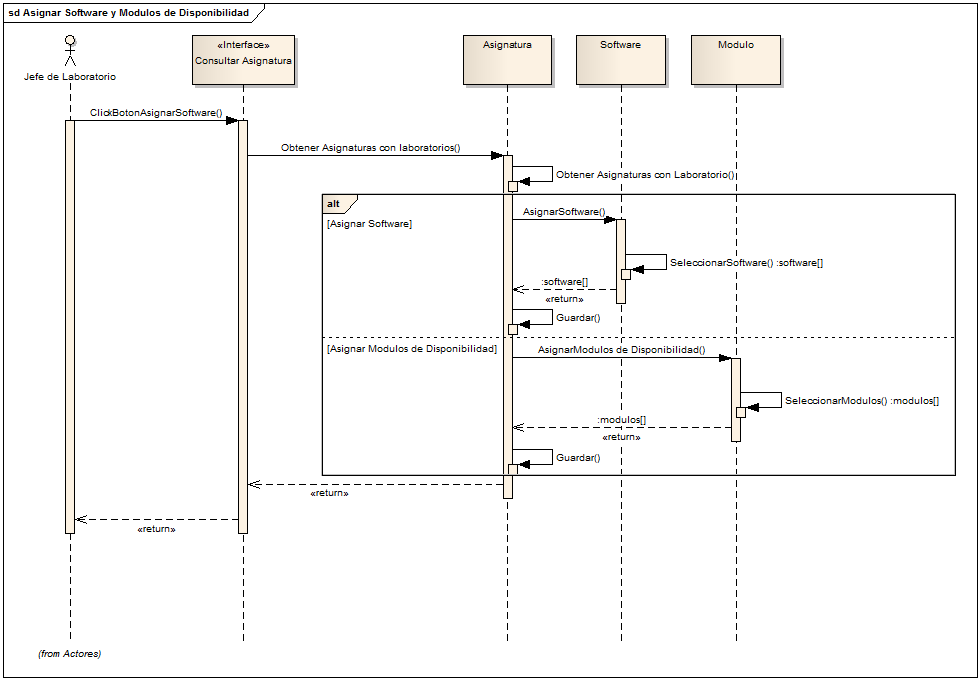 sd Asignar Software y Modulos de Disponibilidad
Jefe de Laboratorio
«Interface»
Consultar Asignatura
Asignatura
Software
Modulo
ClickBotonAsignarSoftware()
Obtener Asignaturas con laboratorios()
Obtener Asignaturas con Laboratorio()
alt
[Asignar Software]
AsignarSoftware()
SeleccionarSoftware() :software[]
:software[]
«return»
Guardar()
[Asignar Modulos de Disponibilidad]
AsignarModulos de Disponibilidad()
SeleccionarModulos() :modulos[]
:modulos[]
«return»
Guardar()
«return»
«return»
(from Actores)